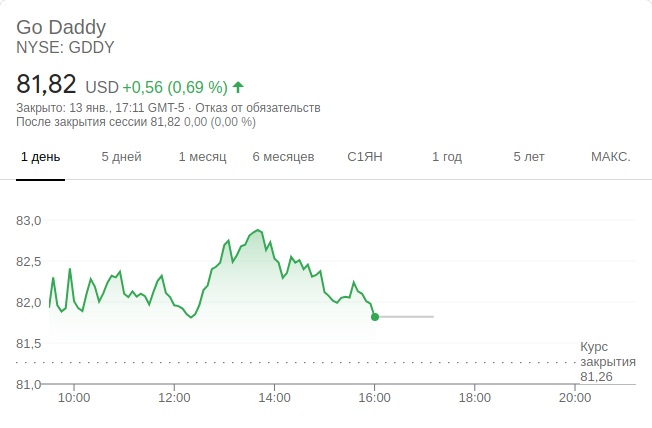 Go Daddy
NYSE: GDDY
81,82 USD +0,56 (0,69 %)
Закрыто: 13 янв., 17:11 GMT-5 · Отказ от обязательств
После закрытия сессии 81,82 0,00 (0,00 %)
1 день 5 дней 1 месяц 6 месяцев С1ЯН 1 год 5 лет МАКС.
83,0
82,5
82,0
81,5
Курс
закрытия
81,26
81,0
10:00 12:00 14:00 16:00 18:00 20:00